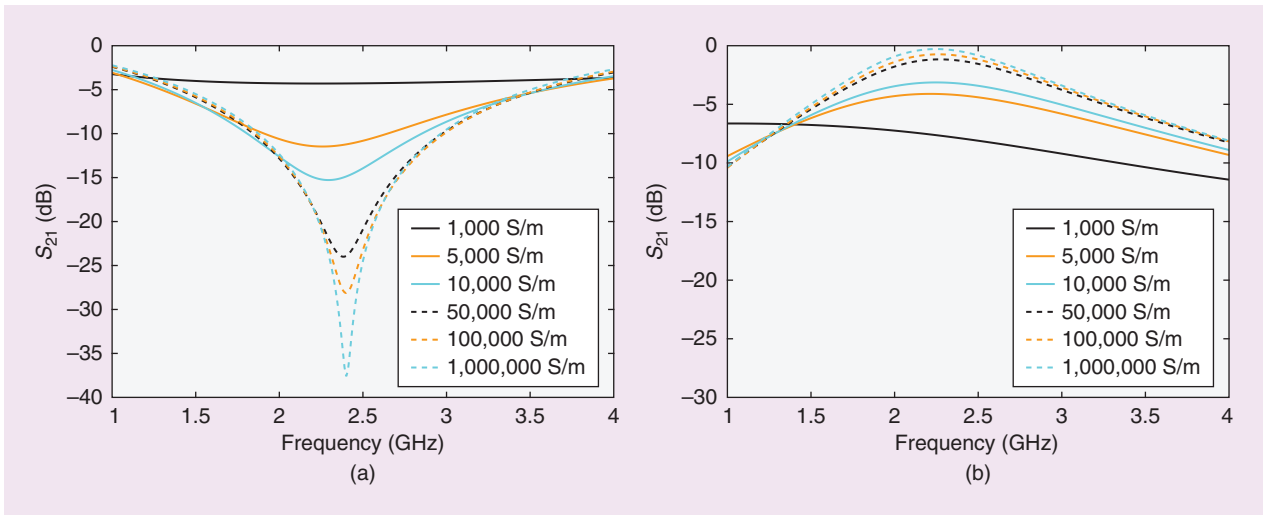 0
−5
−10
−15
−20
−25
−30
−35
−40
S21 (dB)
1,000 S/m
5,000 S/m
10,000 S/m
50,000 S/m
100,000 S/m
1,000,000 S/m
1 1.5 2 2.5 3 3.5 4
Frequency (GHz)
(a)
0
−5
−10
−15
−20
−25
−30
S21 (dB)
1,000 S/m
5,000 S/m
10,000 S/m
50,000 S/m
100,000 S/m
1,000,000 S/m
1 1.5 2 2.5 3 3.5 4
Frequency (GHz)
(b)